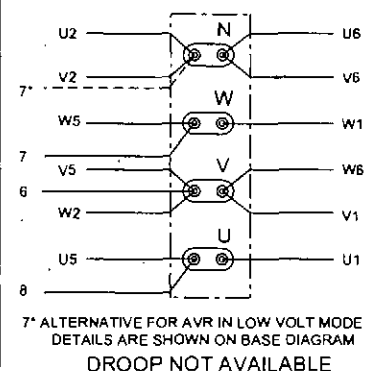 U2 N U6
V2 V6
7*
W
W5 W1
7
V5 V W6
6
W2 V1
U
U5 U1
8
7* ALTERNATIVE FOR AVR IN LOW VOLT MODE
DETAILS ARE SHOWN ON BASE DIAGRAM
DROOP NOT AVAILABLE